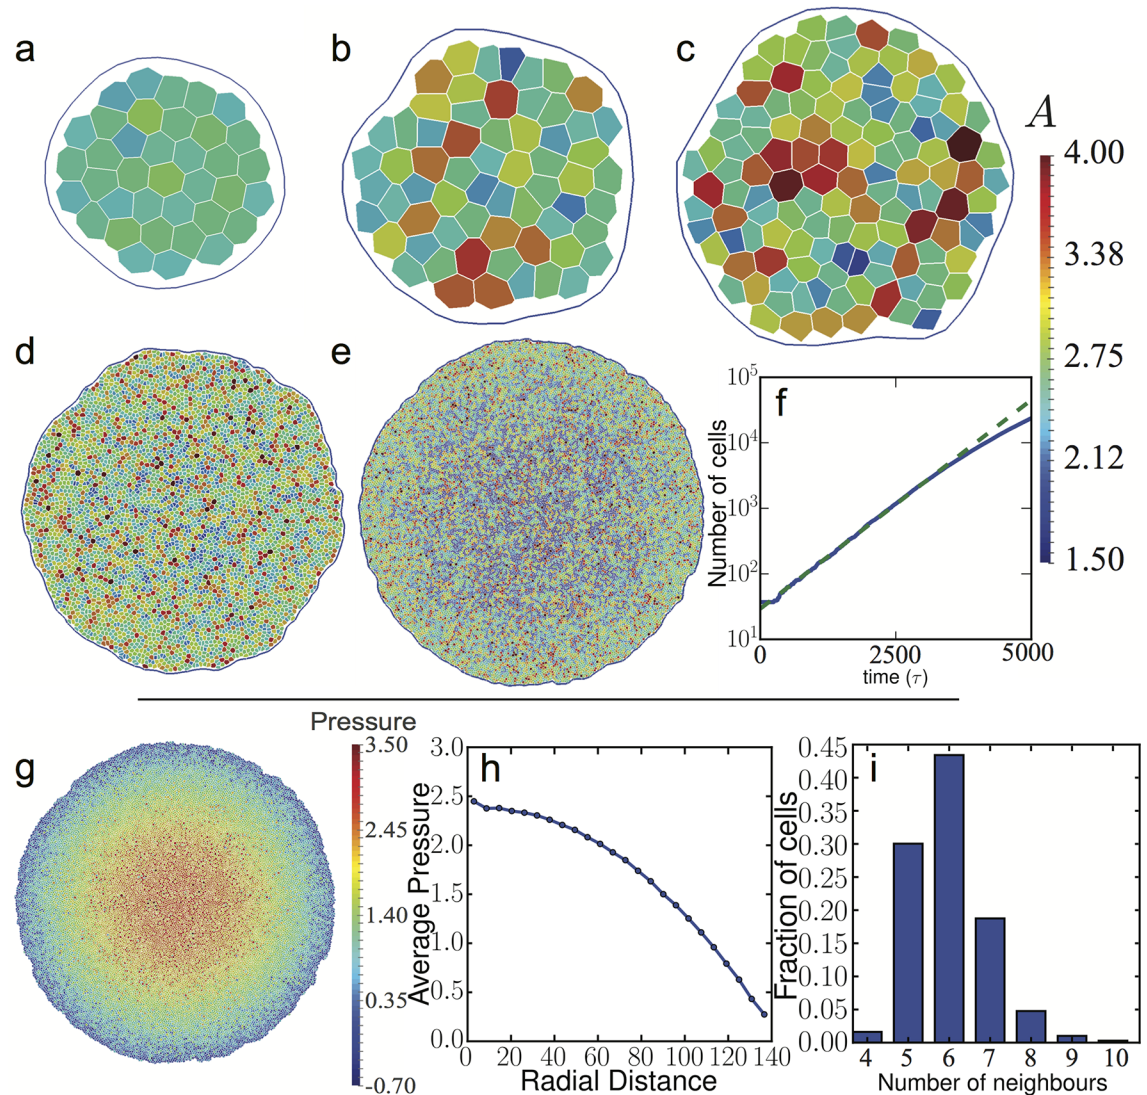 a
b
c
A
4.00
3.38
2.75
2.12
1.50
d
e
f
10^5
10^4
10^3
10^2
10^1
Number of cells
0
2500
5000
time (τ)
g
Pressure
3.50
2.45
1.40
0.35
-0.70
h
3.0
2.5
2.0
1.5
1.0
0.5
0.0
Average Pressure
0 20 40 60 80 100 120 140
Radial Distance
i
0.45
0.40
0.35
0.30
0.25
0.20
0.15
0.10
0.05
0.00
Fraction of cells
4 5 6 7 8 9 10
Number of neighbours